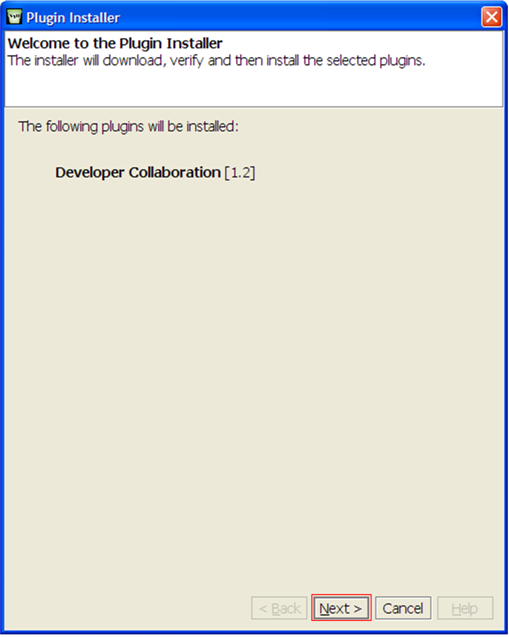 Plugin Installer
Welcome to the Plugin Installer
The installer will download, verify and then install the selected plugins.
The following plugins will be installed:
Developer Collaboration [1.2]
< Back Next > Cancel Help